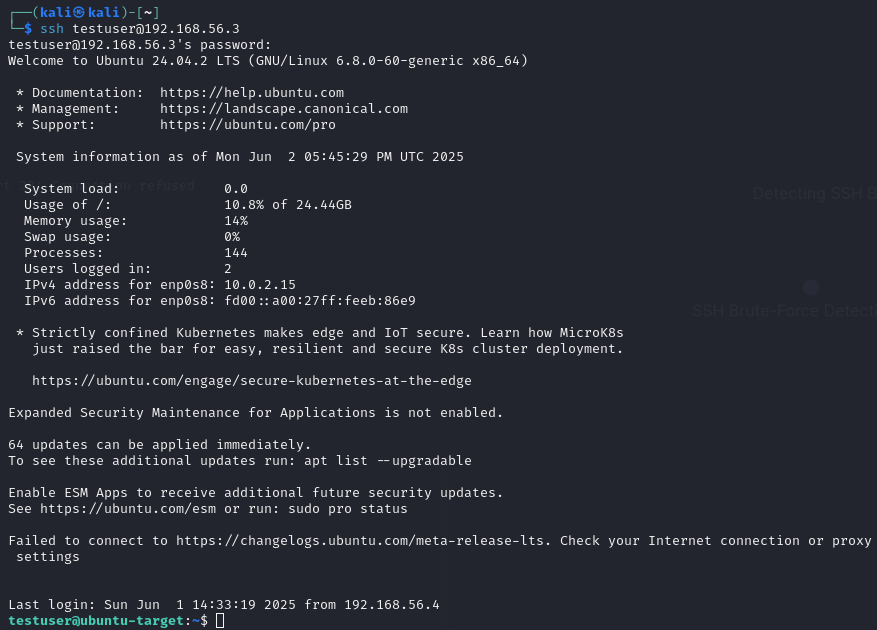 ┌──(kali㉿kali)-[~]
└─$ ssh testuser@192.168.56.3
testuser@192.168.56.3's password:
Welcome to Ubuntu 24.04.2 LTS (GNU/Linux 6.8.0-60-generic x86_64)
* Documentation:  https://help.ubuntu.com
* Management:     https://landscape.canonical.com
* Support:        https://ubuntu.com/pro
System information as of Mon Jun  2 05:45:29 PM UTC 2025
refused
System load:             0.0
Detecting SSH
Usage of /:              10.8% of 24.44GB
Memory usage:            14%
Swap usage:              0%
Processes:               144
Users logged in:         2
IPv4 address for enp0s8: 10.0.2.15
IPv6 address for enp0s8: fd00::a00:27ff:feeb:86e9
SSH Brute-Force
* Strictly confined Kubernetes makes edge and IoT secure. Learn how MicroK8s
just raised the bar for easy, resilient and secure K8s cluster deployment.
https://ubuntu.com/engage/secure-kubernetes-at-the-edge
Expanded Security Maintenance for Applications is not enabled.
64 updates can be applied immediately.
To see these additional updates run: apt list --upgradable
Enable ESM Apps to receive additional future security updates.
See https://ubuntu.com/esm or run: sudo pro status
Failed to connect to https://changelogs.ubuntu.com/meta-release-lts. Check your Internet connection or proxy
settings
Last login: Sun Jun  1 14:33:19 2025 from 192.168.56.4
testuser@ubuntu-target:~$